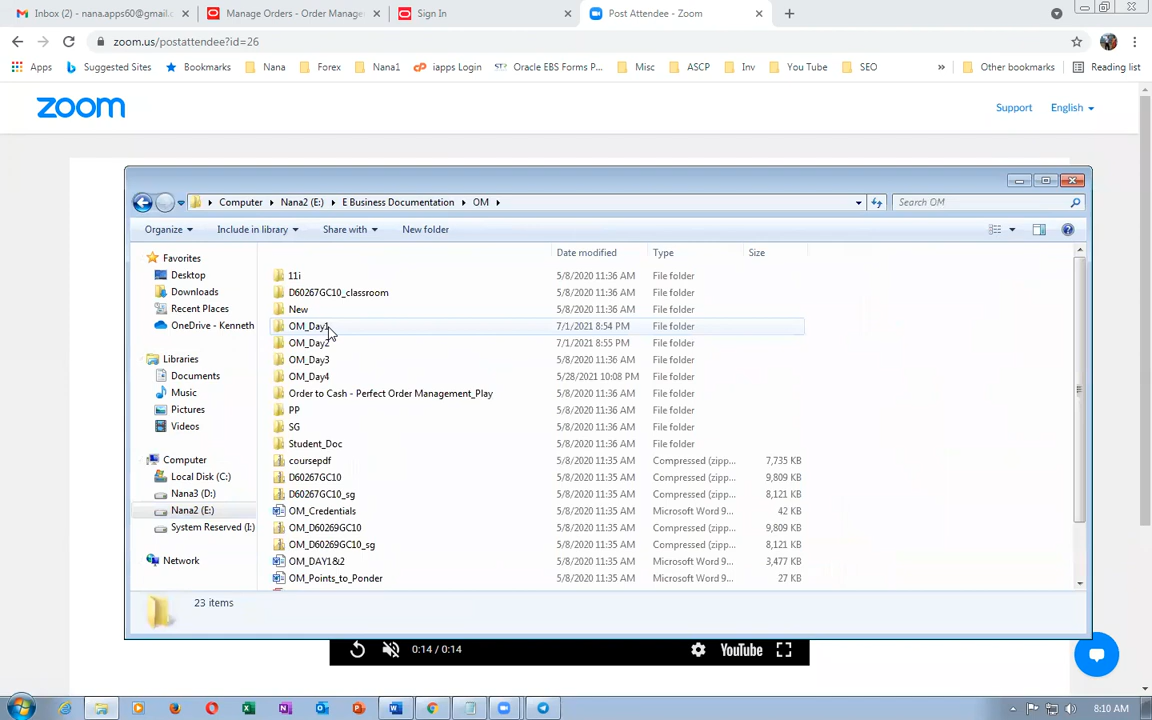 Inbox (2) - nana.apps60@gmail.c
Manage Orders - Order Manage
Sign In
Post Attendee - Zoom
zoom.us/postattendee?id=26
Apps
Suggested Sites
Bookmarks
Nana
Forex
Nana1
iapps Login
Oracle EBS Forms P...
Misc
ASCP
Inv
You Tube
SEO
»
Other bookmarks
Reading list
zoom
Support
English
Computer
Nana2 (E:)
E Business Documentation
OM
Search OM
Organize
Include in library
Share with
New folder
Favorites
Desktop
Downloads
Recent Places
OneDrive - Kenneth
Libraries
Documents
Music
Pictures
Videos
Computer
Local Disk (C:)
Nana3 (D:)
Nana2 (E:)
System Reserved (I:)
Network
Date modified Type Size
11i 5/8/2020 11:36 AM File folder
D60267GC10_classroom 5/8/2020 11:36 AM File folder
New 5/8/2020 11:36 AM File folder
OM_Day1 7/1/2021 8:54 PM File folder
OM_Day2 7/1/2021 8:55 PM File folder
OM_Day3 5/8/2020 11:36 AM File folder
OM_Day4 5/28/2021 10:08 PM File folder
Order to Cash - Perfect Order Management_Play 5/8/2020 11:36 AM File folder
PP 5/8/2020 11:36 AM File folder
SG 5/8/2020 11:36 AM File folder
Student_Doc 5/8/2020 11:36 AM File folder
coursepdf 5/8/2020 11:35 AM Compressed (zipp... 7,735 KB
D60267GC10 5/8/2020 11:35 AM Compressed (zipp... 9,809 KB
D60267GC10_sg 5/8/2020 11:35 AM Compressed (zipp... 8,121 KB
OM_Credentials 5/8/2020 11:35 AM Microsoft Word 9... 42 KB
OM_D60269GC10 5/8/2020 11:35 AM Compressed (zipp... 9,809 KB
OM_D60269GC10_sg 5/8/2020 11:35 AM Compressed (zipp... 8,121 KB
OM_DAY1&2 5/8/2020 11:35 AM Microsoft Word 9... 3,477 KB
OM_Points_to_Ponder 5/8/2020 11:35 AM Microsoft Word 9... 27 KB
23 items
0:14 / 0:14
YouTube
8:10 AM